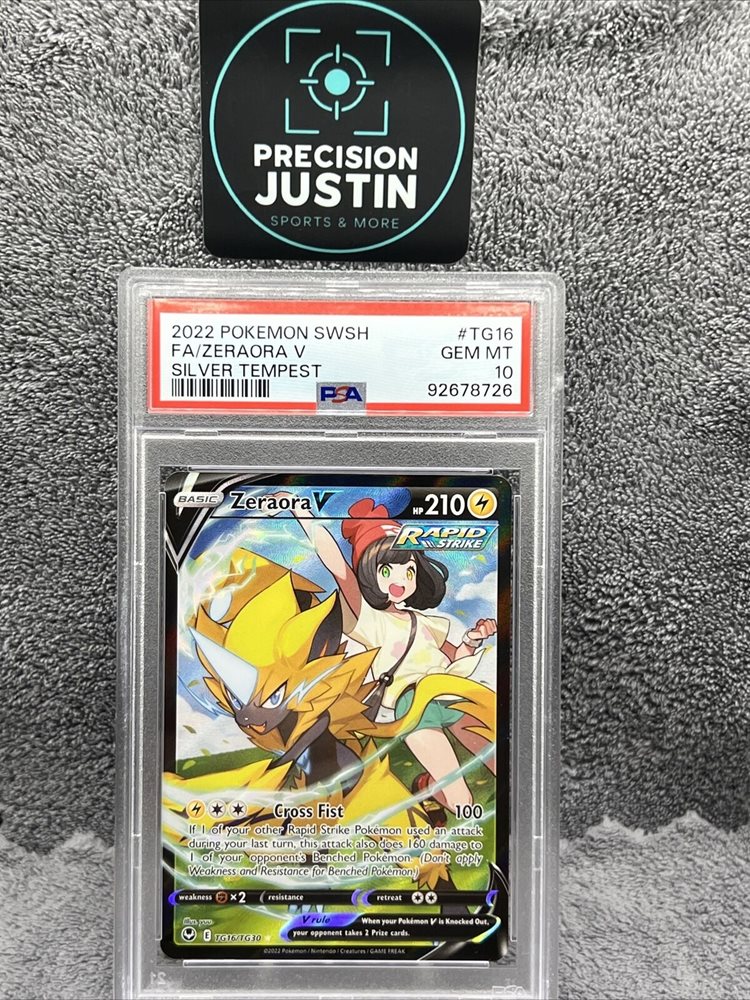 PRECISION
JUSTIN
SPORTS & MORE
2022 POKEMON SWSH #TG16
FA/ZERAORA V GEM MT
SILVER TEMPEST 10
PSA 92678726
BASIC Zeraora V HP 210
RAPID
STRIKE
Cross Fist 100
If 1 of your other Rapid Strike Pokémon used an attack
during your last turn, this attack also does 160 damage to
1 of your opponent's Benched Pokémon. (Don't apply
Weakness and Resistance for Benched Pokémon.)
weakness ×2 resistance retreat
V rule When your Pokémon V is Knocked Out,
your opponent takes 2 Prize cards.
Illus. yuu
E TG16/TG30
©2022 Pokémon / Nintendo / Creatures / GAME FREAK